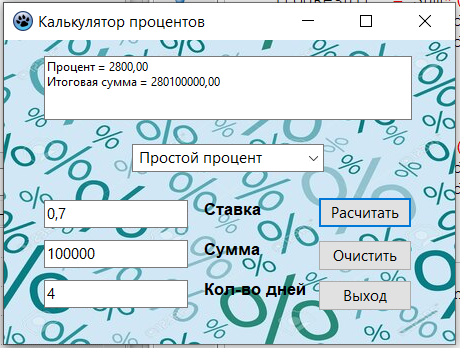 Калькулятор процентов
Процент = 2800,00
Итоговая сумма = 280100000,00
Простой процент
0,7
Ставка
Расчитать
100000
Сумма
Очистить
4
Кол-во дней
Выход